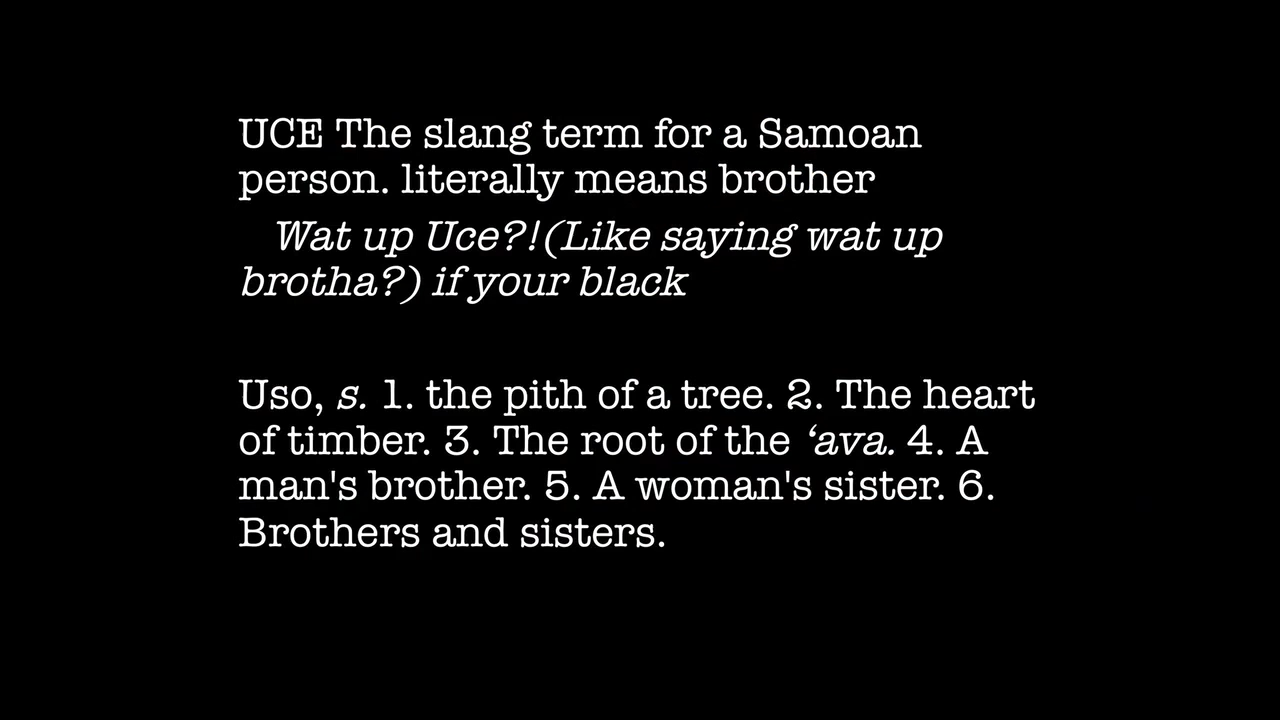 UCE The slang term for a Samoan
person. literally means brother
Wat up Uce?!(Like saying wat up
brotha?) if your black
Uso, s. 1. the pith of a tree. 2. The heart
of timber. 3. The root of the ‘ava. 4. A
man's brother. 5. A woman's sister. 6.
Brothers and sisters.